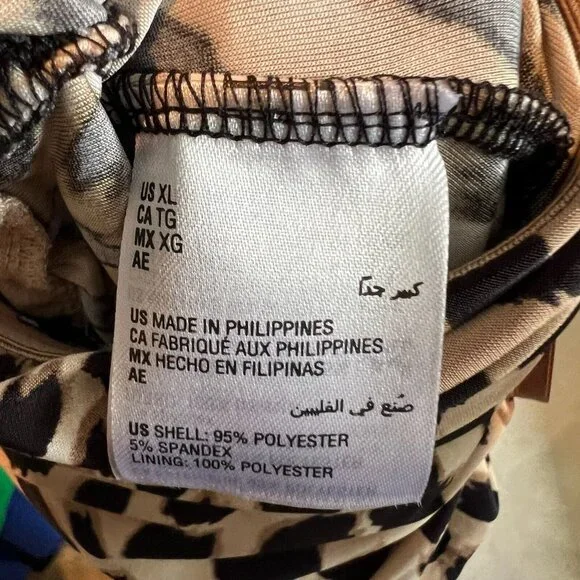 US XL
CA TG
MX XG
AE
كبير جدًا
US MADE IN PHILIPPINES
CA FABRIQUÉ AUX PHILIPPINES
MX HECHO EN FILIPINAS
AE
صُنع في الفلبين
US SHELL: 95% POLYESTER
5% SPANDEX
LINING: 100% POLYESTER